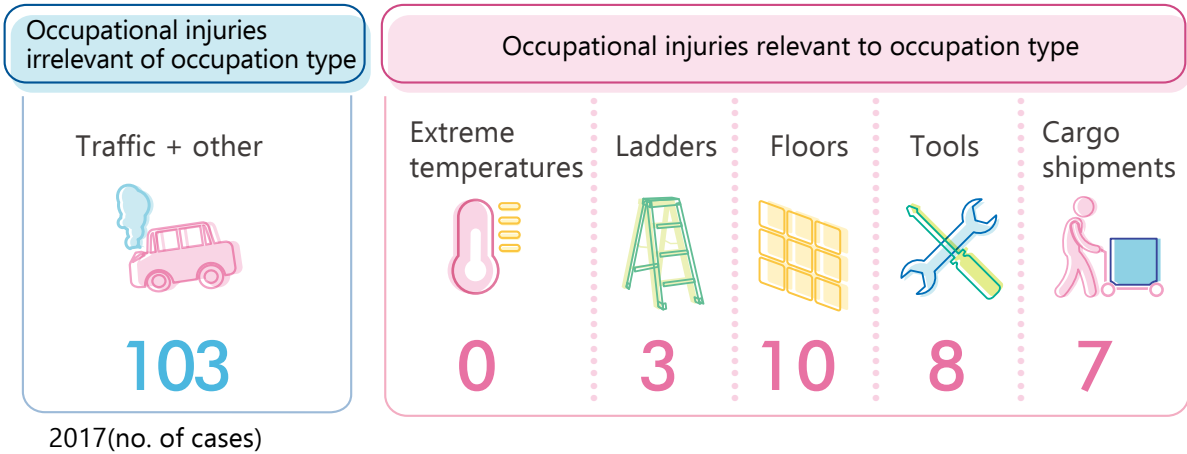 Occupational injuries
irrelevant of occupation type
Occupational injuries relevant to occupation type
Traffic + other
103
Extreme
temperatures
0
Ladders
3
Floors
10
Tools
8
Cargo
shipments
7
2017(no. of cases)